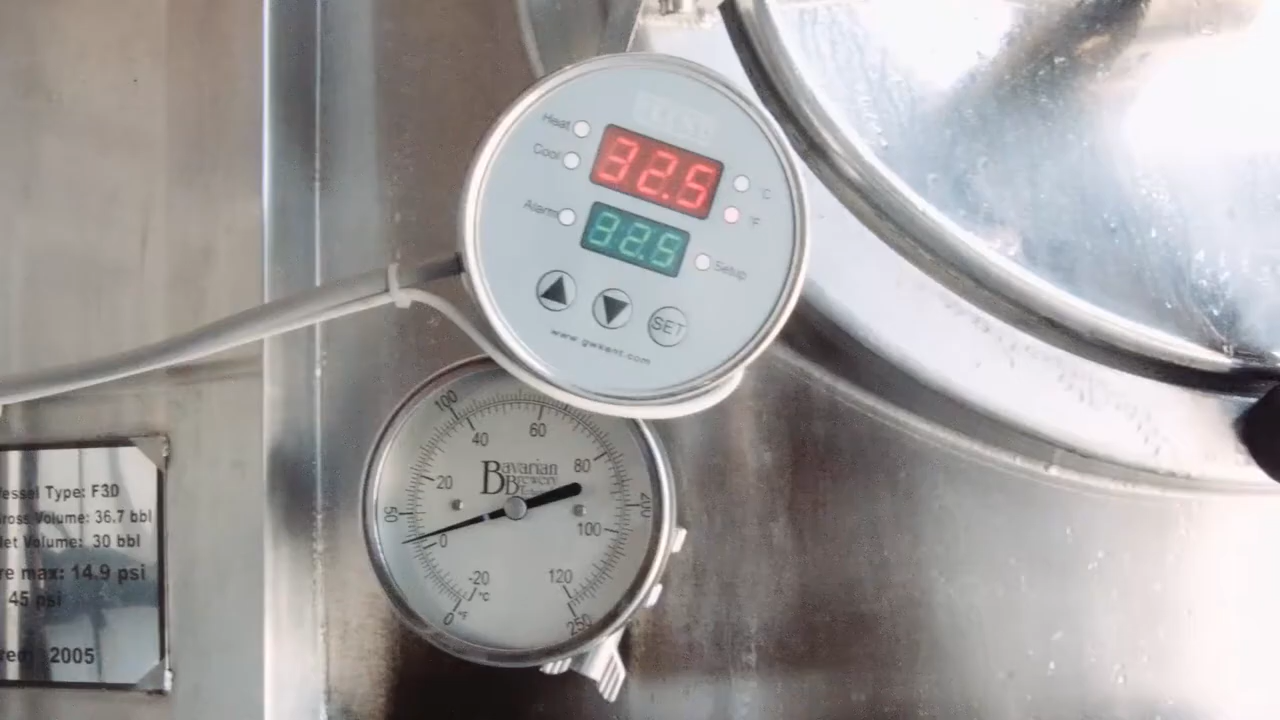 Heat
Cool
Alarm
32.5
°C
°F
32.5
Setup
SET
www.gwkent.com
100
40
60
80
20
50
0
200
100
-20
120
°C
°F
0
250
Bavarian
Brewery
Vessel Type: F3D
Gross Volume: 36.7 bbl
Net Volume: 30 bbl
re max: 14.9 psi
45 psi
2005